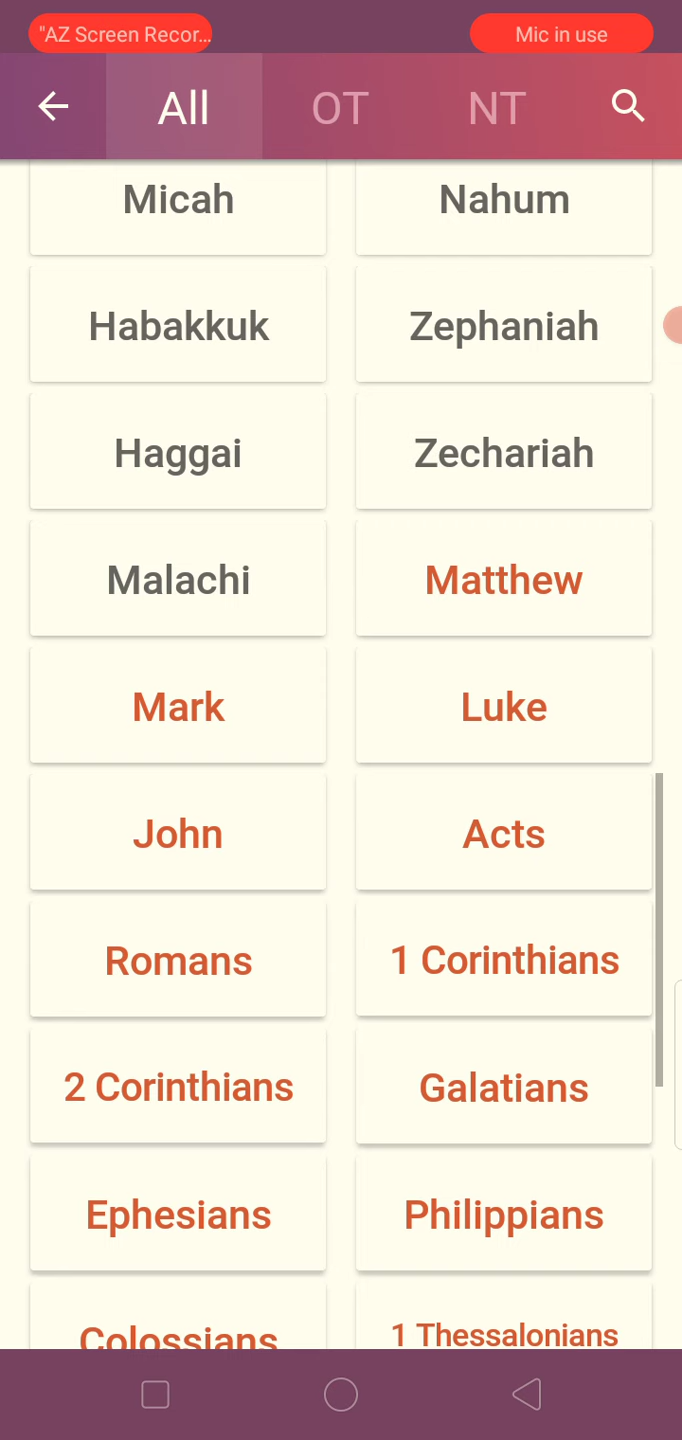 "AZ Screen Recor... Mic in use
All OT NT
Micah Nahum
Habakkuk Zephaniah
Haggai Zechariah
Malachi Matthew
Mark Luke
John Acts
Romans 1 Corinthians
2 Corinthians Galatians
Ephesians Philippians
Colossians 1 Thessalonians